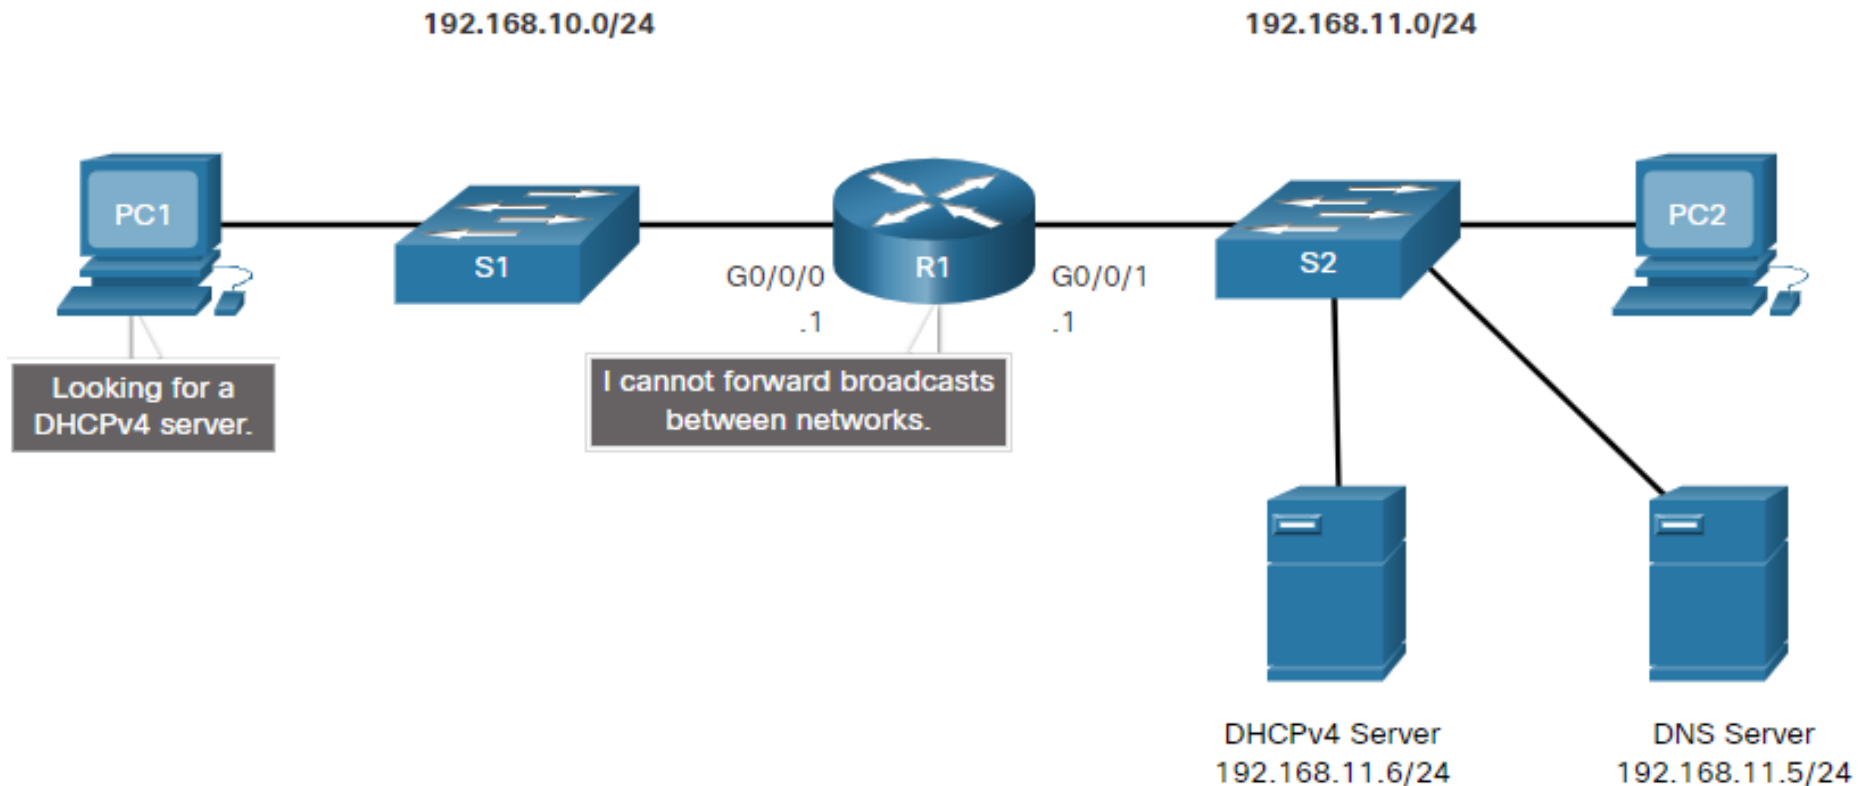 192.168.10.0/24
192.168.11.0/24
PC1
S1
G0/0/0
.1
R1
G0/0/1
.1
S2
PC2
Looking for a
DHCPv4 server.
I cannot forward broadcasts
between networks.
DHCPv4 Server
192.168.11.6/24
DNS Server
192.168.11.5/24